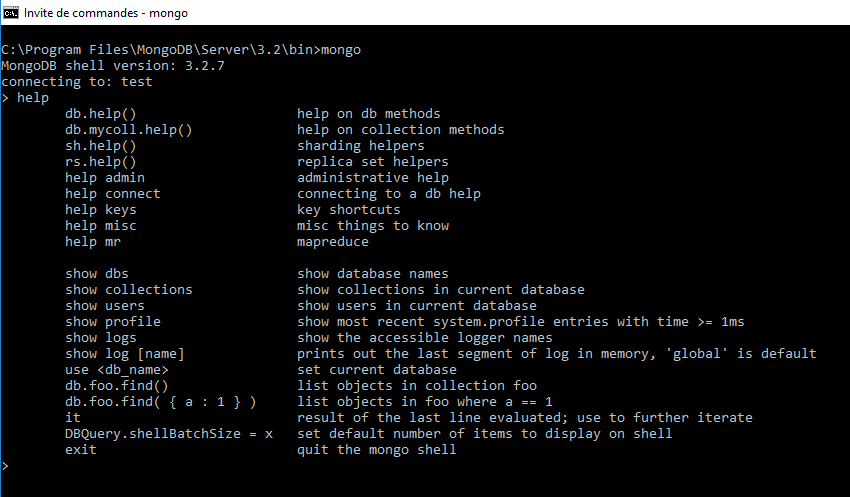 Invite de commandes - mongo
C:\Program Files\MongoDB\Server\3.2\bin>mongo
MongoDB shell version: 3.2.7
connecting to: test
> help
        db.help()                    help on db methods
        db.mycoll.help()             help on collection methods
        sh.help()                    sharding helpers
        rs.help()                    replica set helpers
        help admin                   administrative help
        help connect                 connecting to a db help
        help keys                    key shortcuts
        help misc                    misc things to know
        help mr                      mapreduce

        show dbs                     show database names
        show collections             show collections in current database
        show users                   show users in current database
        show profile                 show most recent system.profile entries with time >= 1ms
        show logs                    show the accessible logger names
        show log [name]              prints out the last segment of log in memory, 'global' is default
        use <db_name>                set current database
        db.foo.find()                list objects in collection foo
        db.foo.find( { a : 1 } )     list objects in foo where a == 1
        it                           result of the last line evaluated; use to further iterate
        DBQuery.shellBatchSize = x   set default number of items to display on shell
        exit                         quit the mongo shell
>